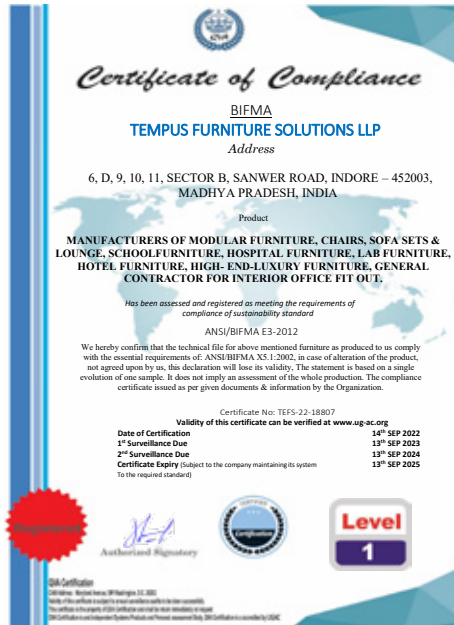 Certificate of Compliance
BIFMA
TEMPUS FURNITURE SOLUTIONS LLP
Address
6, D, 9, 10, 11, SECTOR B, SANWER ROAD, INDORE – 452003,
MADHYA PRADESH, INDIA
Product
MANUFACTURERS OF MODULAR FURNITURE, CHAIRS, SOFA SETS &
LOUNGE, SCHOOLFURNITURE, HOSPITAL FURNITURE, LAB FURNITURE,
HOTEL FURNITURE, HIGH- END-LUXURY FURNITURE, GENERAL
CONTRACTOR FOR INTERIOR OFFICE FIT OUT.
Has been assessed and registered as meeting the requirements of
compliance of sustainability standard
ANSI/BIFMA E3-2012
We hereby confirm that the technical file for above mentioned furniture as produced to us comply
with the essential requirements of: ANSI/BIFMA X5.1:2002, in case of alteration of the product,
not agreed upon by us, this declaration will lose its validity, The statement is based on a single
evolution of one sample. It does not imply an assessment of the whole production. The compliance
certificate issued as per given documents & information by the Organization.
Certificate No: TEFS-22-18807
Validity of this certificate can be verified at www.ug-ac.org
Date of Certification 14th SEP 2022
1st Surveillance Due 13th SEP 2023
2nd Surveillance Due 13th SEP 2024
Certificate Expiry (Subject to the company maintaining its system 13th SEP 2025
To the required standard)
Registered
Authorized Signatory
Certification
Level
1
QVA Certification